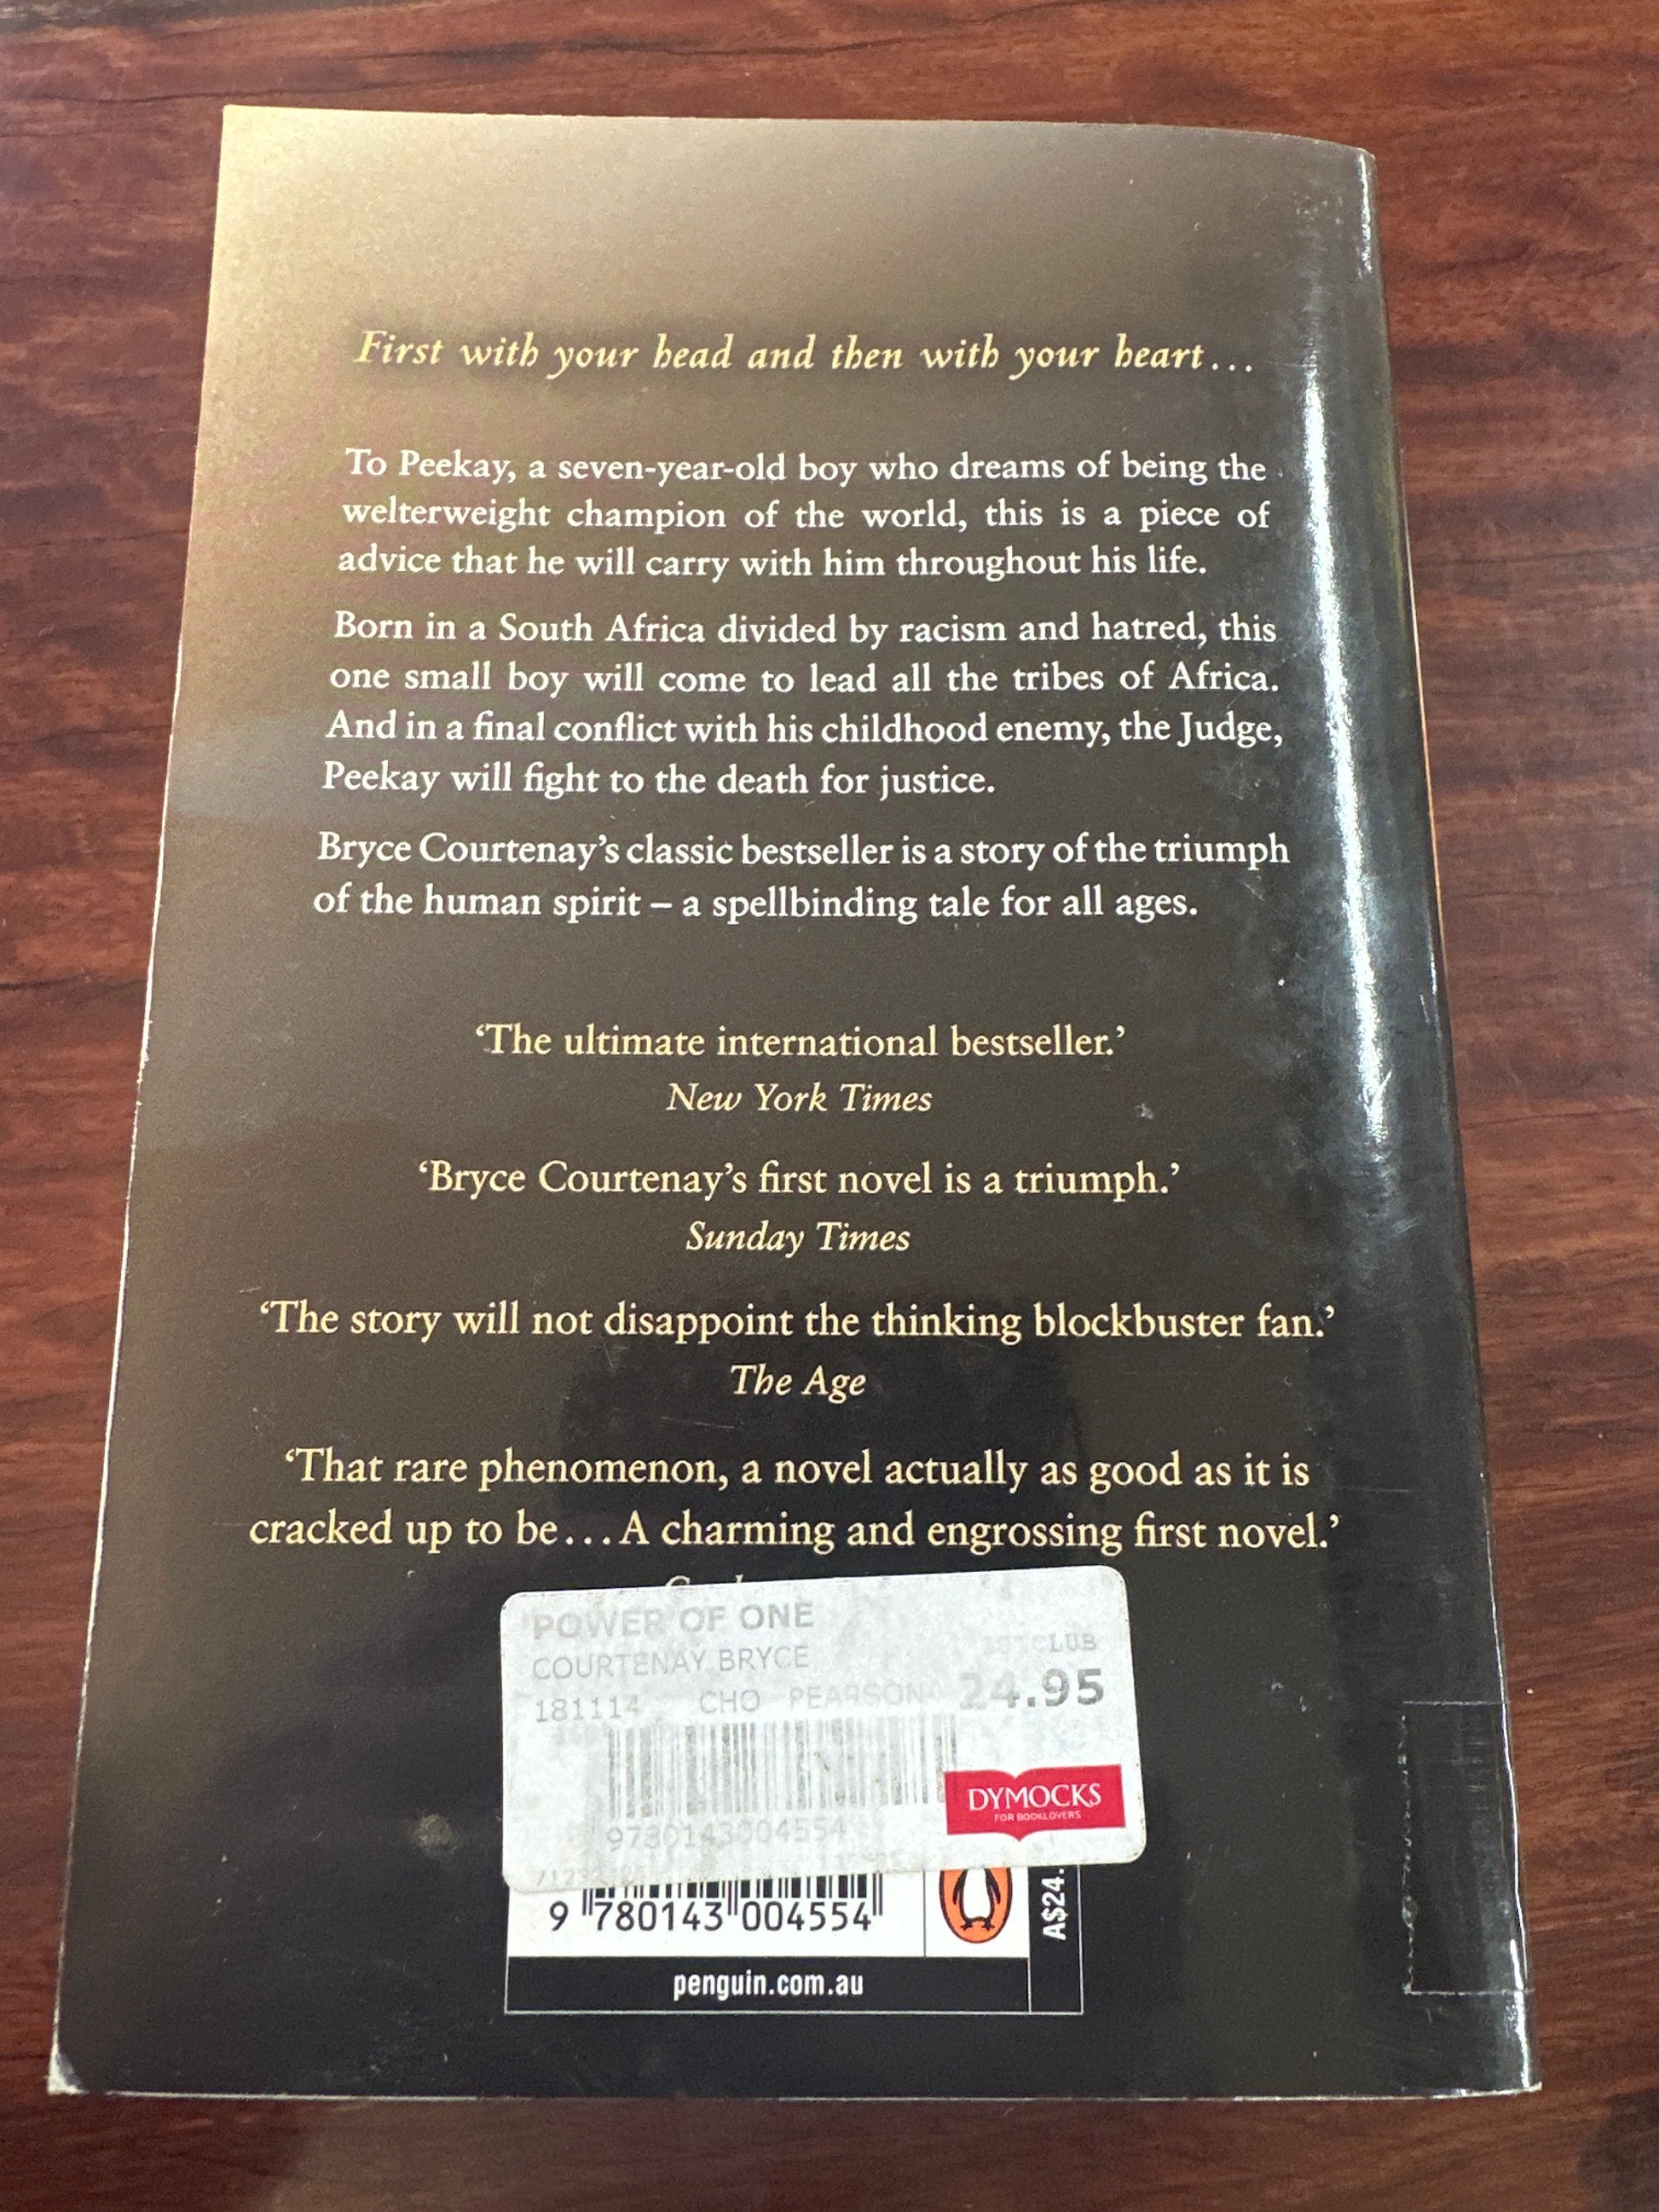 First with your head and then with your heart...
To Peekay, a seven-year-old boy who dreams of being the
welterweight champion of the world, this is a piece of
advice that he will carry with him throughout his life.
Born in a South Africa divided by racism and hatred, this
one small boy will come to lead all the tribes of Africa.
And in a final conflict with his childhood enemy, the Judge,
Peekay will fight to the death for justice.
Bryce Courtenay’s classic bestseller is a story of the triumph
of the human spirit – a spellbinding tale for all ages.
‘The ultimate international bestseller.’
New York Times
‘Bryce Courtenay’s first novel is a triumph.’
Sunday Times
‘The story will not disappoint the thinking blockbuster fan.’
The Age
‘That rare phenomenon, a novel actually as good as it is
cracked up to be...A charming and engrossing first novel.’
POWER OF ONE
COURTENAY BRYCE
CLUB
181114 CHO PEARSON 24.95
9780143004554
DYMOCKS
FOR BOOKLOVERS
9 780143 004554
A$24.
penguin.com.au